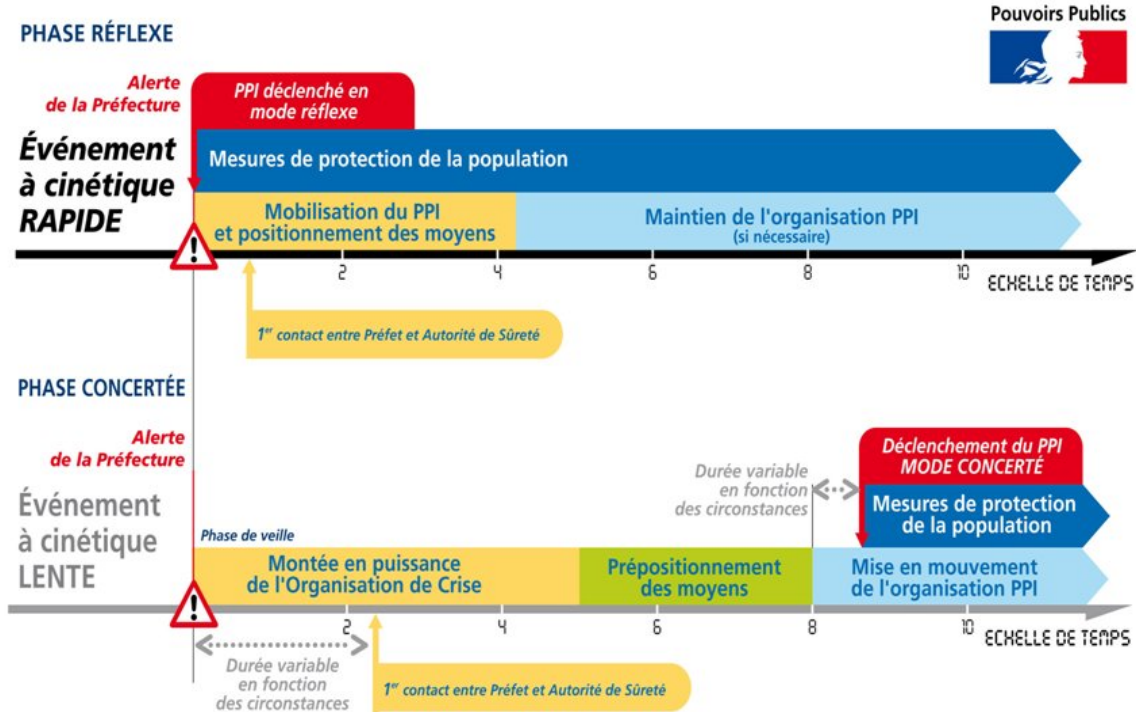 Pouvoirs Publics
PHASE RÉFLEXE
Alerte
de la Préfecture
PPI déclenché en
mode réflexe
Événement
à cinétique
RAPIDE
Mesures de protection de la population
Mobilisation du PPI
et positionnement des moyens
Maintien de l'organisation PPI
(si nécessaire)
!
2 4 6 8 10
ECHELLE DE TEMPS
1er contact entre Préfet et Autorité de Sûreté
PHASE CONCERTÉE
Alerte
de la Préfecture
Déclenchement du PPI
MODE CONCERTÉ
Durée variable
en fonction
des circonstances
Mesures de protection
de la population
Événement
à cinétique
LENTE
Phase de veille
Montée en puissance
de l'Organisation de Crise
Prépositionnement
des moyens
Mise en mouvement
de l'organisation PPI
!
2 4 6 8 10
ECHELLE DE TEMPS
Durée variable
en fonction
des circonstances
1er contact entre Préfet et Autorité de Sûreté